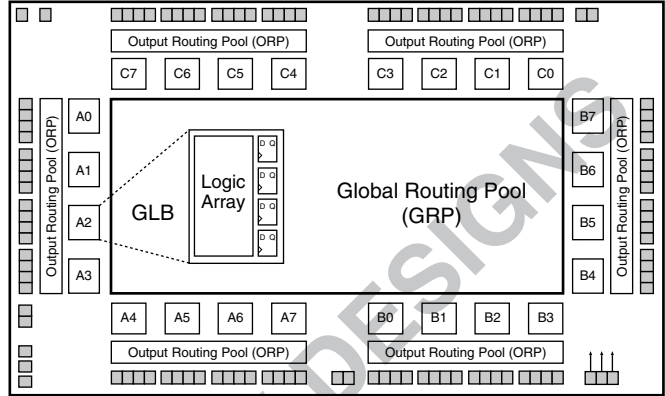 Output Routing Pool (ORP)
Output Routing Pool (ORP)
C7 C6 C5 C4
C3 C2 C1 C0
Output Routing Pool (ORP)
A0
A1
A2
A3
GLB
Logic
Array
D Q
D Q
D Q
D Q
Global Routing Pool
(GRP)
B7
B6
B5
B4
Output Routing Pool (ORP)
A4 A5 A6 A7
B0 B1 B2 B3
Output Routing Pool (ORP)
Output Routing Pool (ORP)
DESIGNS